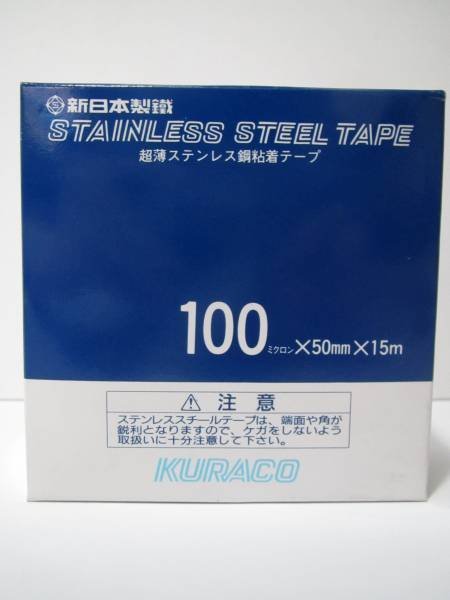 新日本製鐵
STAINLESS STEEL TAPE
超薄ステンレス鋼粘着テープ
100ミクロン×50mm×15m
⚠ 注意
ステンレススチールテープは、端面や角が
鋭利となりますので、ケガをしないよう
取扱いに十分注意して下さい。
KURACO